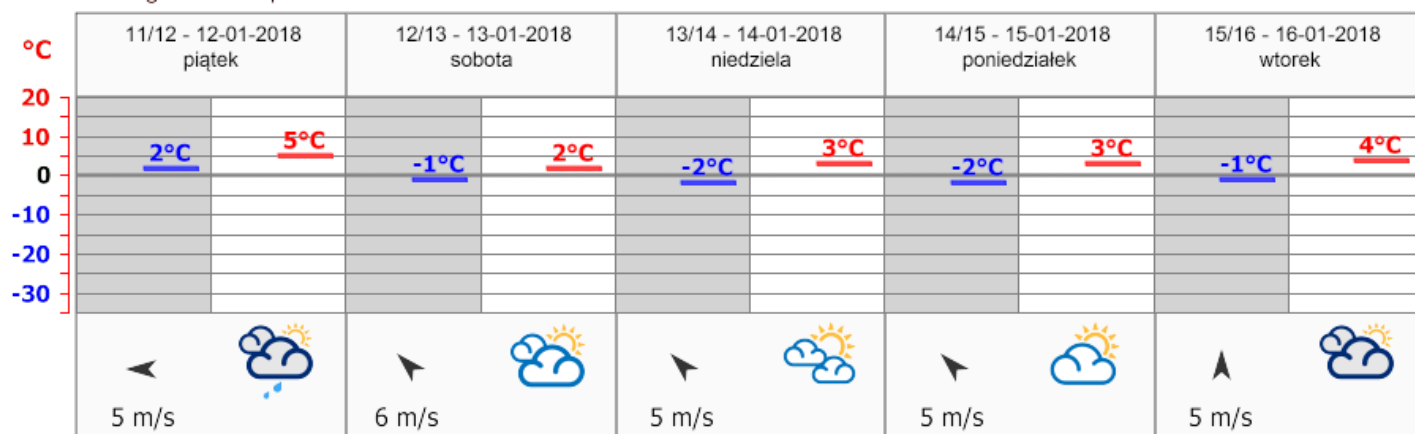 °C
11/12 - 12-01-2018
piątek
12/13 - 13-01-2018
sobota
13/14 - 14-01-2018
niedziela
14/15 - 15-01-2018
poniedziałek
15/16 - 16-01-2018
wtorek
20
10
0
-10
-20
-30
2°C 5°C -1°C 2°C -2°C 3°C -2°C 3°C -1°C 4°C
5 m/s 6 m/s 5 m/s 5 m/s 5 m/s